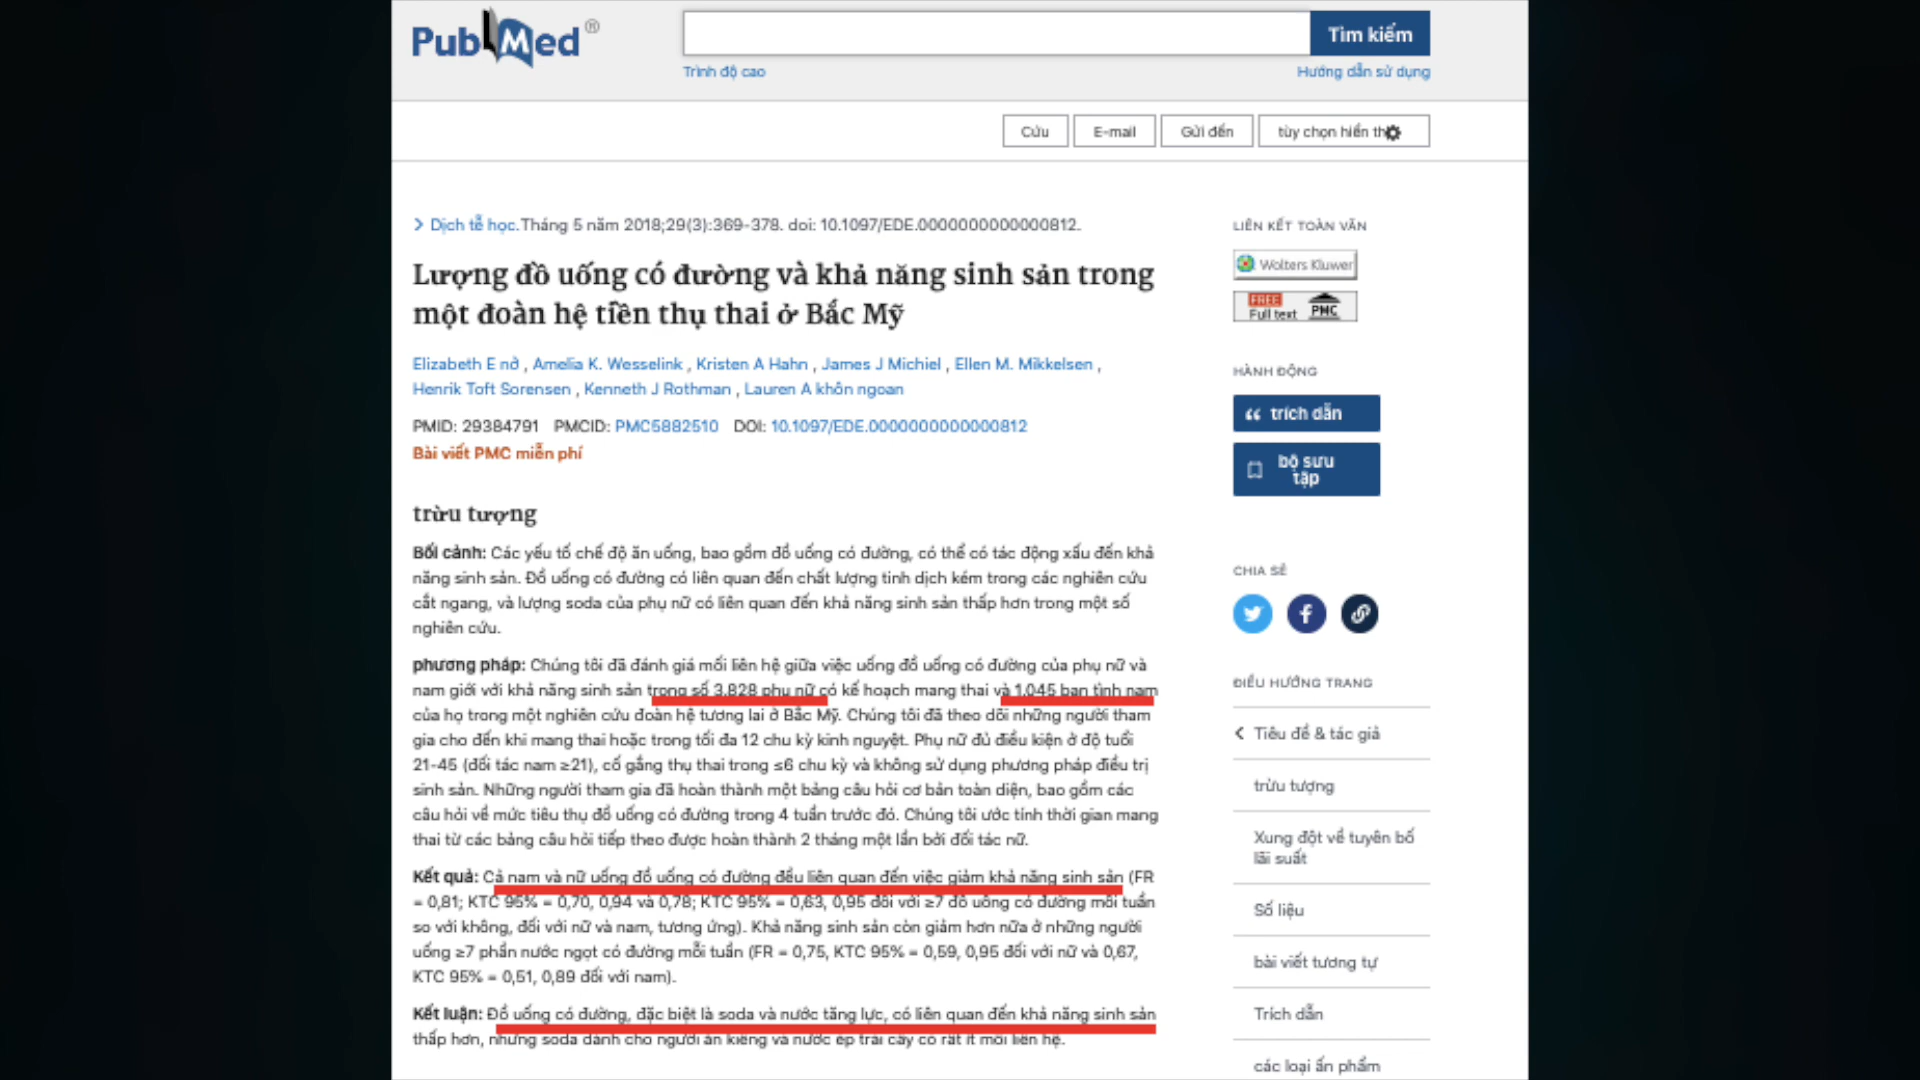 PubMed®
Tìm kiếm
Trình độ cao
Hướng dẫn sử dụng
Cứu
E-mail
Gửi đến
tùy chọn hiển th
> Dịch tễ học. Tháng 5 năm 2018;29(3):369-378. doi: 10.1097/EDE.0000000000000812.
Lượng đồ uống có đường và khả năng sinh sản trong
một đoàn hệ tiền thụ thai ở Bắc Mỹ
Elizabeth E nở , Amelia K. Wesselink , Kristen A Hahn , James J Michiel , Ellen M. Mikkelsen ,
Henrik Toft Sorensen , Kenneth J Rothman , Lauren A khôn ngoan
PMID: 29384791 PMCID: PMC5882510 DOI: 10.1097/EDE.0000000000000812
Bài viết PMC miễn phí
trừu tượng
Bối cảnh: Các yếu tố chế độ ăn uống, bao gồm đồ uống có đường, có thể có tác động xấu đến khả
năng sinh sản. Đồ uống có đường có liên quan đến chất lượng tinh dịch kém trong các nghiên cứu
cắt ngang, và lượng soda của phụ nữ có liên quan đến khả năng sinh sản thấp hơn trong một số
nghiên cứu.
phương pháp: Chúng tôi đã đánh giá mối liên hệ giữa việc uống đồ uống có đường của phụ nữ và
nam giới với khả năng sinh sản trong số 3.828 phụ nữ có kế hoạch mang thai và 1.045 bạn tình nam
của họ trong một nghiên cứu đoàn hệ tương lai ở Bắc Mỹ. Chúng tôi đã theo dõi những người tham
gia cho đến khi mang thai hoặc trong tối đa 12 chu kỳ kinh nguyệt. Phụ nữ đủ điều kiện ở độ tuổi
21-45 (đối tác nam ≥21), cố gắng thụ thai trong ≤6 chu kỳ và không sử dụng phương pháp điều trị
sinh sản. Những người tham gia đã hoàn thành một bảng câu hỏi cơ bản toàn diện, bao gồm các
câu hỏi về mức tiêu thụ đồ uống có đường trong 4 tuần trước đó. Chúng tôi ước tính thời gian mang
thai từ các bảng câu hỏi tiếp theo được hoàn thành 2 tháng một lần bởi đối tác nữ.
Kết quả: Cả nam và nữ uống đồ uống có đường đều liên quan đến việc giảm khả năng sinh sản (FR
= 0,81; KTC 95% = 0,70, 0,94 và 0,78; KTC 95% = 0,63, 0,95 đối với ≥7 đồ uống có đường mỗi tuần
so với không, đối với nữ và nam, tương ứng). Khả năng sinh sản còn giảm hơn nữa ở những người
uống ≥7 phần nước ngọt có đường mỗi tuần (FR = 0,75, KTC 95% = 0,59, 0,95 đối với nữ và 0,67,
KTC 95% = 0,51, 0,89 đối với nam).
Kết luận: Đồ uống có đường, đặc biệt là soda và nước tăng lực, có liên quan đến khả năng sinh sản
thấp hơn, nhưng soda dành cho người ăn kiêng và nước ép trái cây có rất ít mối liên hệ.
LIÊN KẾT TOÀN VĂN
Wolters Kluwer
FREE
Full text PMC
HÀNH ĐỘNG
trích dẫn
bộ sưu
tập
CHIA SẺ
ĐIỀU HƯỚNG TRANG
Tiêu đề & tác giả
trừu tượng
Xung đột về tuyên bố
lãi suất
Số liệu
bài viết tương tự
Trích dẫn
các loại ấn phẩm